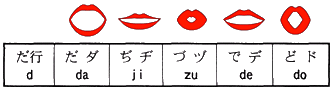 だ行 だ ダ ぢ ヂ づ ヅ で デ ど ド
d da ji zu de do